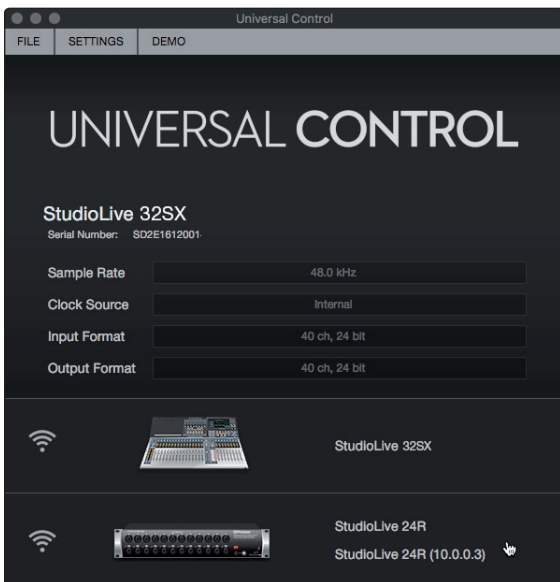 Universal Control
FILE SETTINGS DEMO
UNIVERSAL CONTROL
StudioLive 32SX
Serial Number: SD2E1612001
Sample Rate 48.0 kHz
Clock Source Internal
Input Format 40 ch, 24 bit
Output Format 40 ch, 24 bit
StudioLive 32SX
StudioLive 24R
StudioLive 24R (10.0.0.3)